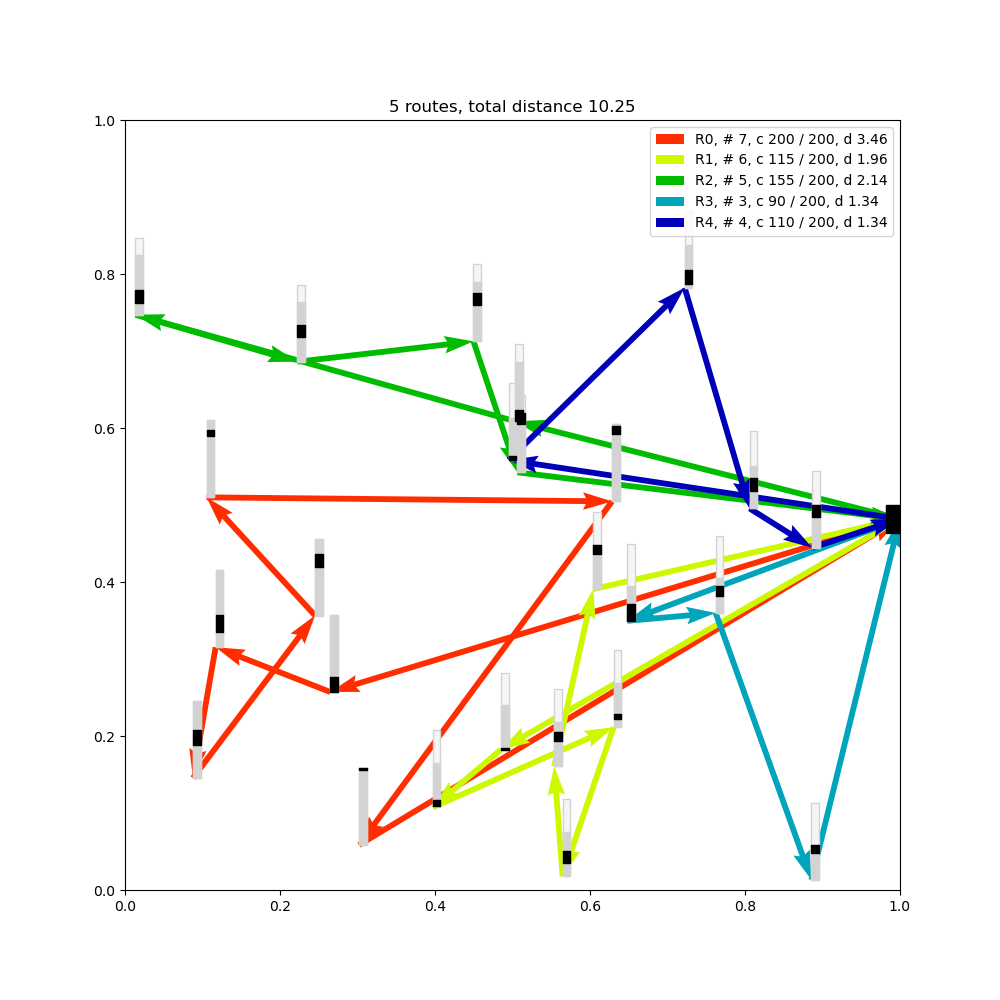 5 routes, total distance 10.25
R0, # 7, c 200 / 200, d 3.46
R1, # 6, c 115 / 200, d 1.96
R2, # 5, c 155 / 200, d 2.14
R3, # 3, c 90 / 200, d 1.34
R4, # 4, c 110 / 200, d 1.34
1.0
0.8
0.6
0.4
0.2
0.0
0.0 0.2 0.4 0.6 0.8 1.0